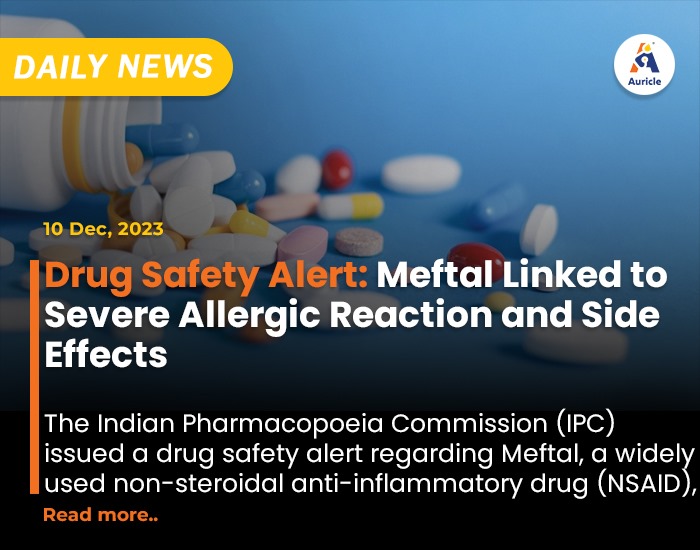 DAILY NEWS
Auricle
10 Dec, 2023
Drug Safety Alert: Meftal Linked to
Severe Allergic Reaction and Side
Effects
The Indian Pharmacopoeia Commission (IPC)
issued a drug safety alert regarding Meftal, a widely
used non-steroidal anti-inflammatory drug (NSAID),
Read more..